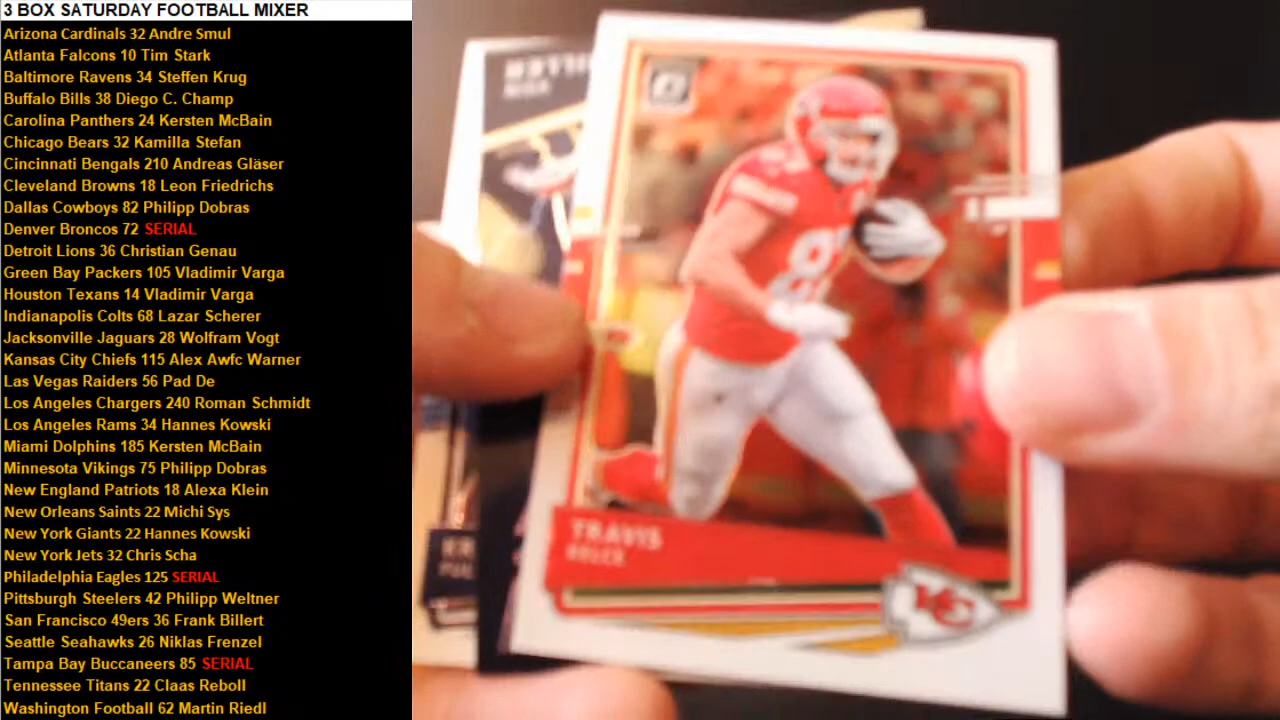 3 BOX SATURDAY FOOTBALL MIXER
Arizona Cardinals 32 Andre Smul
Atlanta Falcons 10 Tim Stark
Baltimore Ravens 34 Steffen Krug
Buffalo Bills 38 Diego C. Champ
Carolina Panthers 24 Kersten McBain
Chicago Bears 32 Kamilla Stefan
Cincinnati Bengals 210 Andreas Gläser
Cleveland Browns 18 Leon Friedrichs
Dallas Cowboys 82 Philipp Dobras
Denver Broncos 72 SERIAL
Detroit Lions 36 Christian Genau
Green Bay Packers 105 Vladimir Varga
Houston Texans 14 Vladimir Varga
Indianapolis Colts 68 Lazar Scherer
Jacksonville Jaguars 28 Wolfram Vogt
Kansas City Chiefs 115 Alex Awfc Warner
Las Vegas Raiders 56 Pad De
Los Angeles Chargers 240 Roman Schmidt
Los Angeles Rams 34 Hannes Kowski
Miami Dolphins 185 Kersten McBain
Minnesota Vikings 75 Philipp Dobras
New England Patriots 18 Alexa Klein
New Orleans Saints 22 Michi Sys
New York Giants 22 Hannes Kowski
New York Jets 32 Chris Scha
Philadelphia Eagles 125 SERIAL
Pittsburgh Steelers 42 Philipp Weltner
San Francisco 49ers 36 Frank Billert
Seattle Seahawks 26 Niklas Frenzel
Tampa Bay Buccaneers 85 SERIAL
Tennessee Titans 22 Claas Reboll
Washington Football 62 Martin Riedl
TRAVIS
KELCE
KC
87